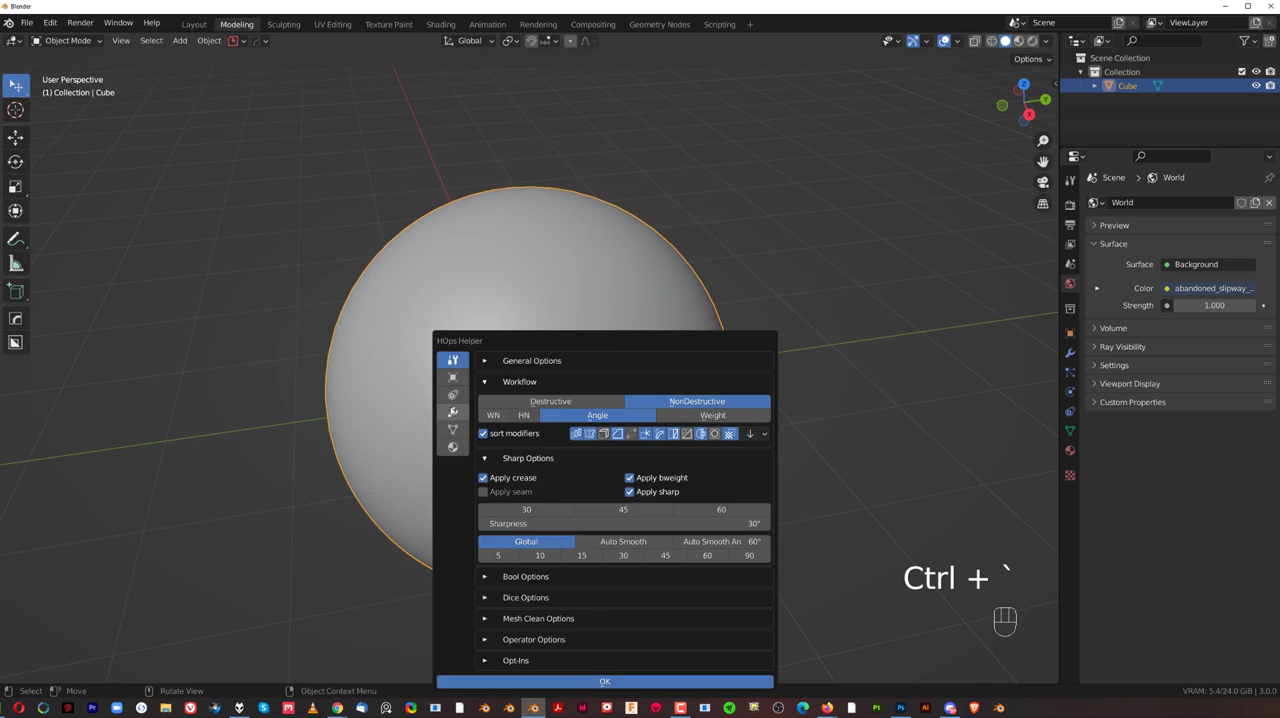 Blender
File Edit Render Window Help
Layout Modeling Sculpting UV Editing Texture Paint Shading Animation Rendering Compositing Geometry Nodes Scripting +
Scene
ViewLayer
Object Mode View Select Add Object
Global
Options
User Perspective
(1) Collection | Cube
Z
Y
X
Scene Collection
Collection
Cube
Scene > World
World
Preview
Surface
Surface Background
Color abandoned_slipway_...
Strength 1.000
Volume
Ray Visibility
Settings
Viewport Display
Custom Properties
HOps Helper
General Options
Workflow
Destructive NonDestructive
WN HN Angle Weight
sort modifiers
Sharp Options
Apply crease Apply bweight
Apply seam Apply sharp
30 45 60
Sharpness 30°
Global Auto Smooth Auto Smooth An 60°
5 10 15 30 45 60 90
Bool Options
Dice Options
Mesh Clean Options
Operator Options
Opt-Ins
OK
Ctrl + `
Select Move Rotate View Object Context Menu
VRAM: 5.4/24.0 GiB | 3.0.0
Pr
Id
F
Pt
Ps
Ai